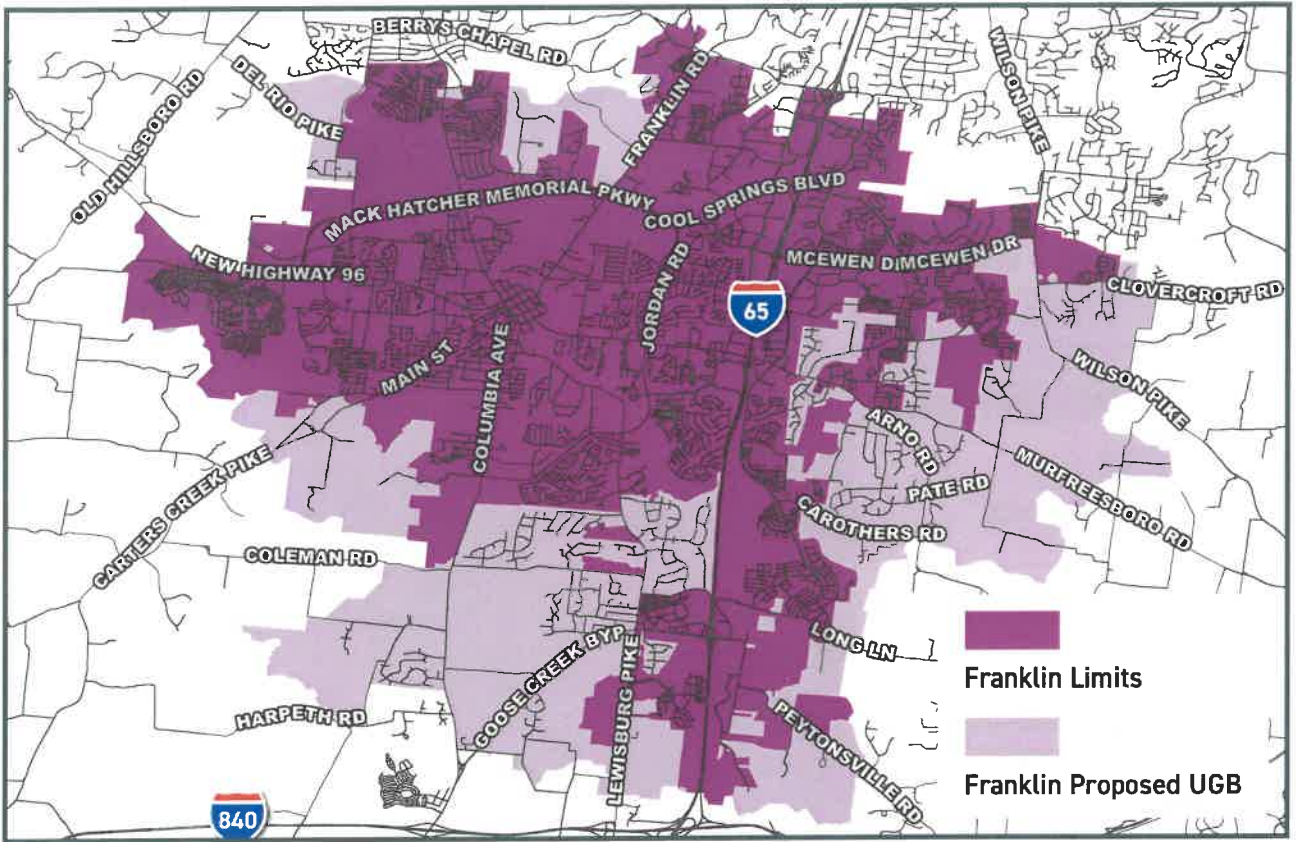 BERRYS CHAPEL RD
WILSON PIKE
OLD HILLSBORO RD
DEL RIO PIKE
FRANKLIN RD
MACK HATCHER MEMORIAL PKWY
COOL SPRINGS BLVD
NEW HIGHWAY 96
JORDAN RD
MCEWEN DMCEWEN DR
CLOVERCROFT RD
65
MAIN ST
COLUMBIA AVE
WILSON PIKE
ARNO RD
MURFREESBORO RD
PATE RD
CARTERS CREEK PIKE
CAROTHERS RD
COLEMAN RD
LONG LN
Franklin Limits
GOOSE CREEK BYP
LEWISBURG PIKE
HARPETH RD
PEYTONSVILLE RD
Franklin Proposed UGB
840